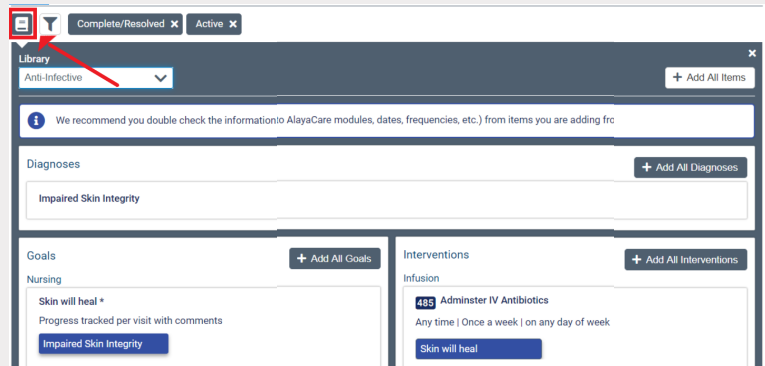 Complete/Resolved × Active ×
Library ×
Anti-Infective
+ Add All Items
We recommend you double check the information AlayaCare modules, dates, frequencies, etc.) from items you are adding
Diagnoses
+ Add All Diagnoses
Impaired Skin Integrity
Goals
+ Add All Goals
Nursing
Skin will heal *
Progress tracked per visit with comments
Impaired Skin Integrity
Interventions
+ Add All Interventions
Infusion
485 Adminster IV Antibiotics
Any time | Once a week | on any day of week
Skin will heal